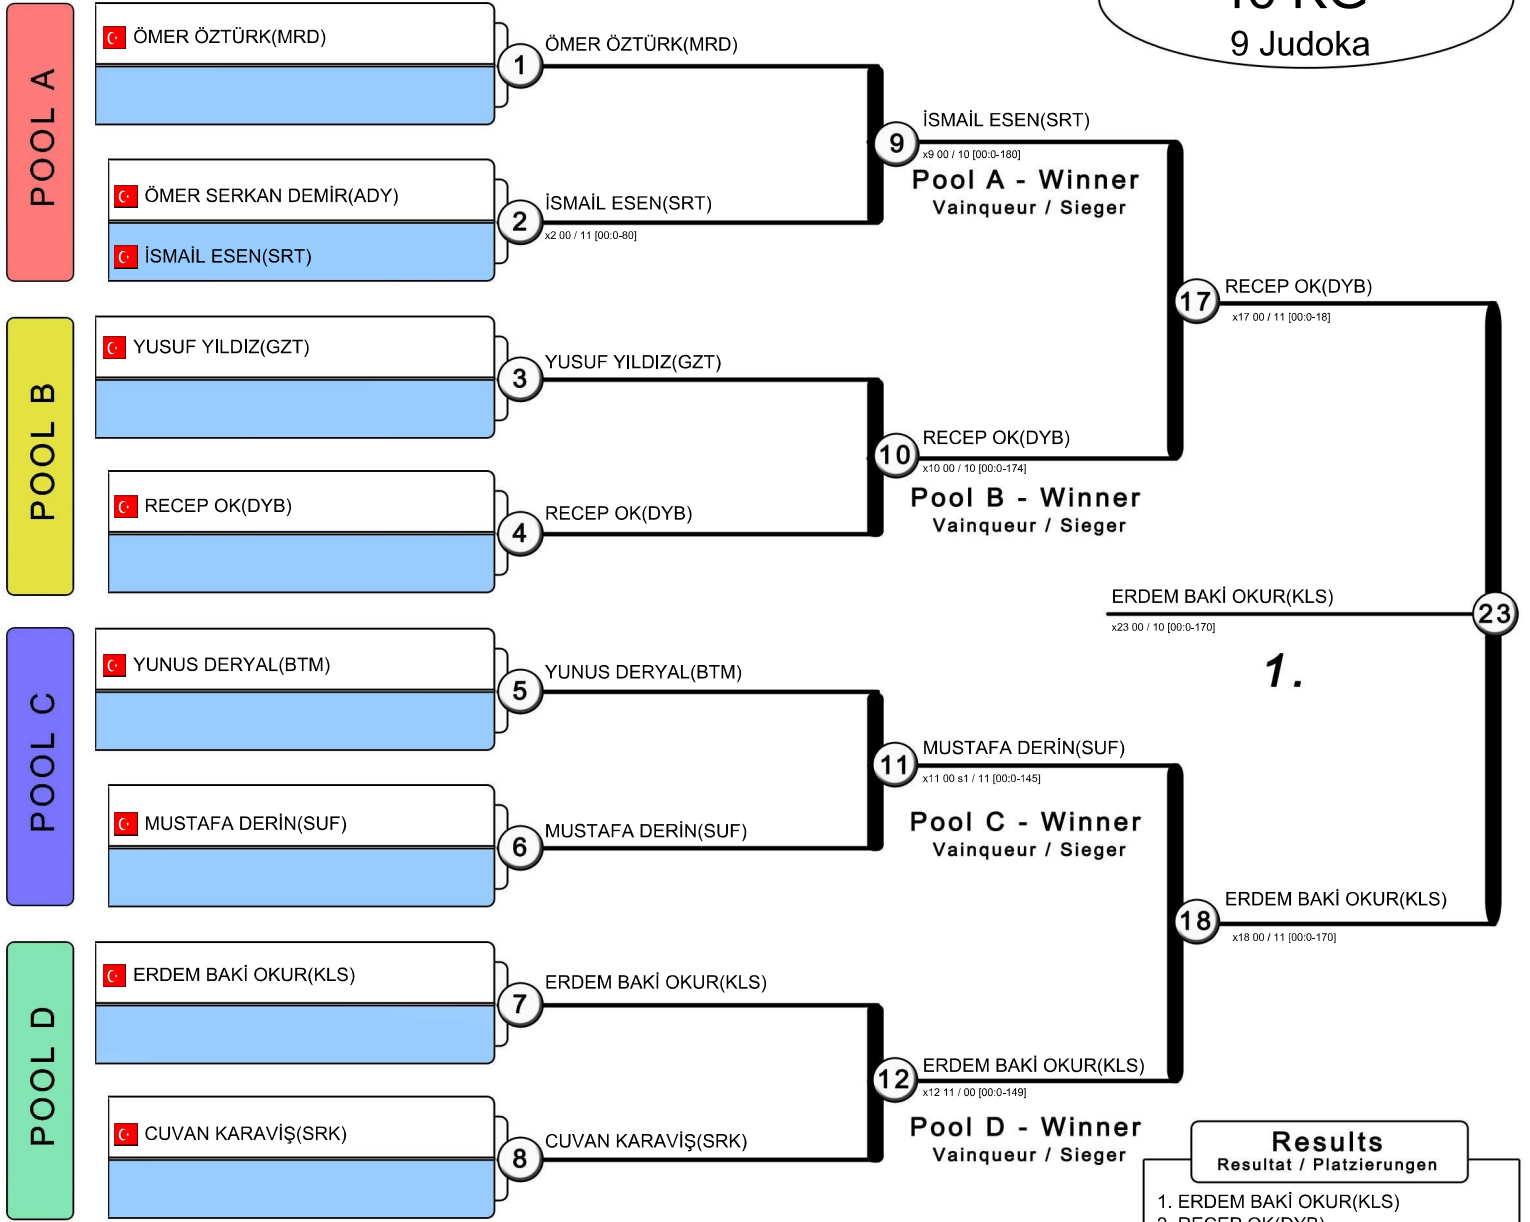 KG
9 Judoka
POOL A
ÖMER ÖZTÜRK(MRD)
1
ÖMER ÖZTÜRK(MRD)
ÖMER SERKAN DEMİR(ADY)
İSMAİL ESEN(SRT)
2
İSMAİL ESEN(SRT)
x2 00 / 11 [00:0-80]
9
İSMAİL ESEN(SRT)
x9 00 / 10 [00:0-180]
Pool A - Winner
Vainqueur / Sieger
POOL B
YUSUF YILDIZ(GZT)
3
YUSUF YILDIZ(GZT)
RECEP OK(DYB)
4
RECEP OK(DYB)
10
RECEP OK(DYB)
x10 00 / 10 [00:0-174]
Pool B - Winner
Vainqueur / Sieger
17
RECEP OK(DYB)
x17 00 / 11 [00:0-18]
ERDEM BAKİ OKUR(KLS)
23
x23 00 / 10 [00:0-170]
1.
POOL C
YUNUS DERYAL(BTM)
5
YUNUS DERYAL(BTM)
MUSTAFA DERİN(SUF)
6
MUSTAFA DERİN(SUF)
11
MUSTAFA DERİN(SUF)
x11 00 s1 / 11 [00:0-145]
Pool C - Winner
Vainqueur / Sieger
18
ERDEM BAKİ OKUR(KLS)
x18 00 / 11 [00:0-170]
POOL D
ERDEM BAKİ OKUR(KLS)
7
ERDEM BAKİ OKUR(KLS)
CUVAN KARAVİŞ(SRK)
8
CUVAN KARAVİŞ(SRK)
12
ERDEM BAKİ OKUR(KLS)
x12 11 / 00 [00:0-149]
Pool D - Winner
Vainqueur / Sieger
Results
Resultat / Platzierungen
1. ERDEM BAKİ OKUR(KLS)
2. RECEP OK(DYB)